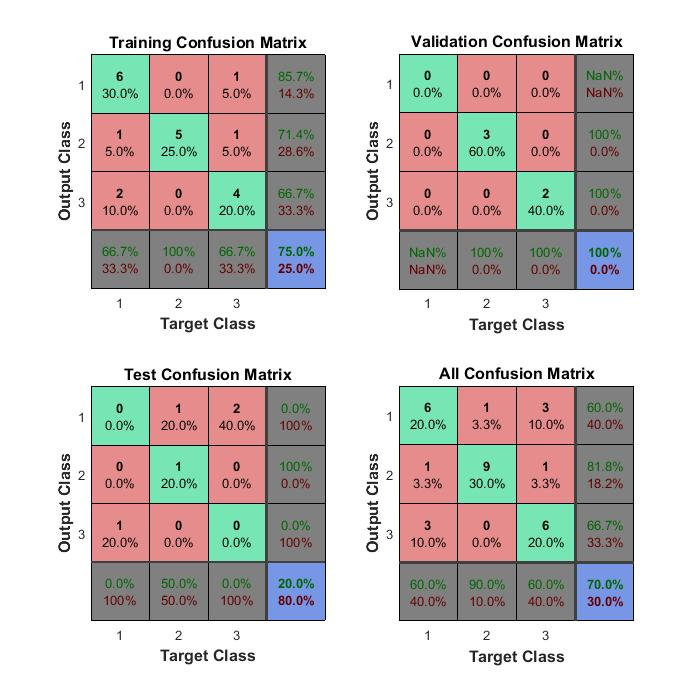 Training Confusion Matrix
Output Class
1
6 0 1 85.7%
30.0% 0.0% 5.0% 14.3%
2
1 5 1 71.4%
5.0% 25.0% 5.0% 28.6%
3
2 0 4 66.7%
10.0% 0.0% 20.0% 33.3%
66.7% 100% 66.7% 75.0%
33.3% 0.0% 33.3% 25.0%
1 2 3
Target Class
Validation Confusion Matrix
Output Class
1
0 0 0 NaN%
0.0% 0.0% 0.0% NaN%
2
0 3 0 100%
0.0% 60.0% 0.0% 0.0%
3
0 0 2 100%
0.0% 0.0% 40.0% 0.0%
NaN% 100% 100% 100%
NaN% 0.0% 0.0% 0.0%
1 2 3
Target Class
Test Confusion Matrix
Output Class
1
0 1 2 0.0%
0.0% 20.0% 40.0% 100%
2
0 1 0 100%
0.0% 20.0% 0.0% 0.0%
3
1 0 0 0.0%
20.0% 0.0% 0.0% 100%
0.0% 50.0% 0.0% 20.0%
100% 50.0% 100% 80.0%
1 2 3
Target Class
All Confusion Matrix
Output Class
1
6 1 3 60.0%
20.0% 3.3% 10.0% 40.0%
2
1 9 1 81.8%
3.3% 30.0% 3.3% 18.2%
3
3 0 6 66.7%
10.0% 0.0% 20.0% 33.3%
60.0% 90.0% 60.0% 70.0%
40.0% 10.0% 40.0% 30.0%
1 2 3
Target Class